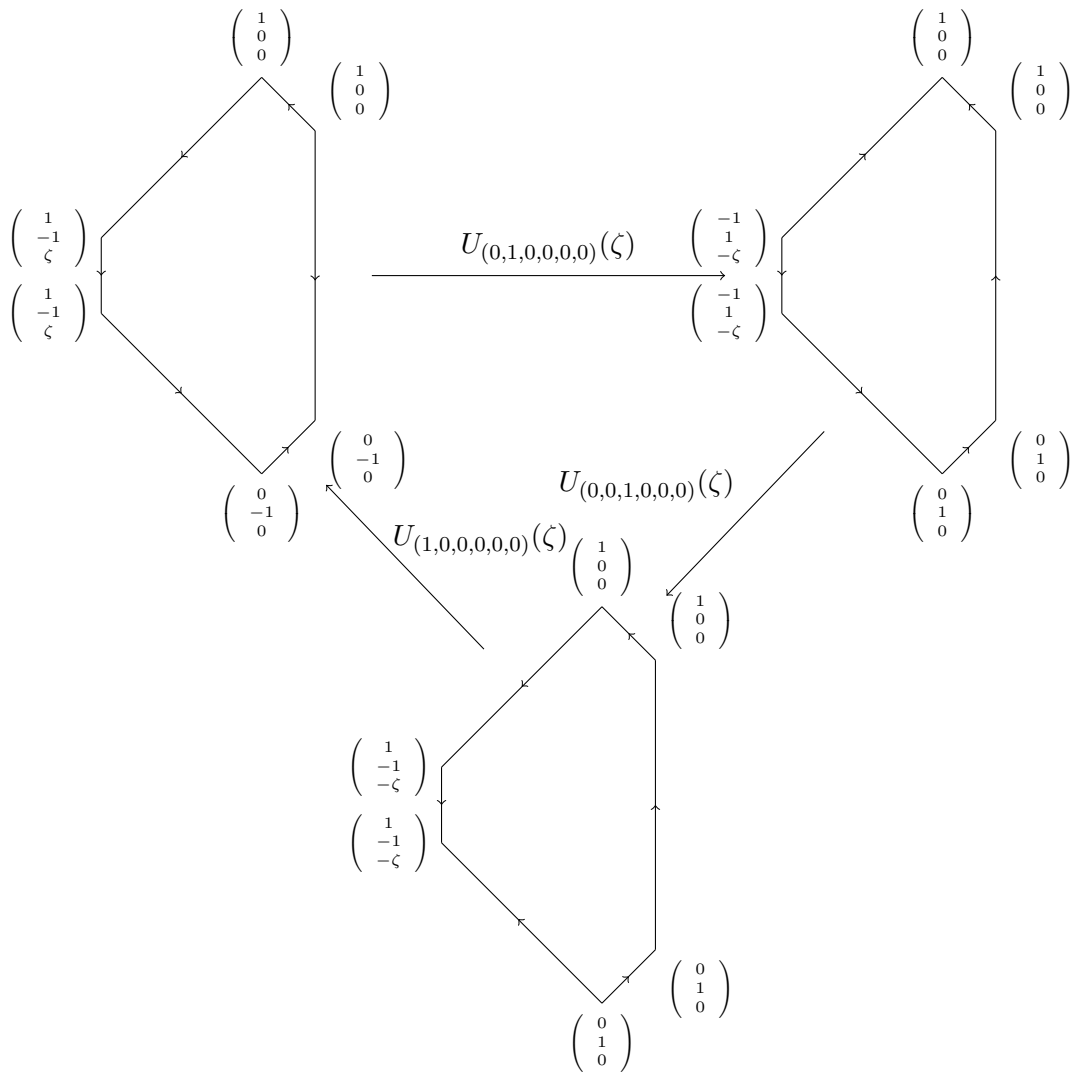 ( 1 0 0 )
( 1 0 0 )
( 1 -1 ζ )
( 1 -1 ζ )
( 0 -1 0 )
( 0 -1 0 )
U_{(0,1,0,0,0,0)}(ζ)
( 1 0 0 )
( 1 0 0 )
( -1 1 -ζ )
( -1 1 -ζ )
( 0 1 0 )
( 0 1 0 )
U_{(0,0,1,0,0,0)}(ζ)
U_{(1,0,0,0,0,0)}(ζ)
( 1 0 0 )
( 1 0 0 )
( 1 -1 -ζ )
( 1 -1 -ζ )
( 0 1 0 )
( 0 1 0 )